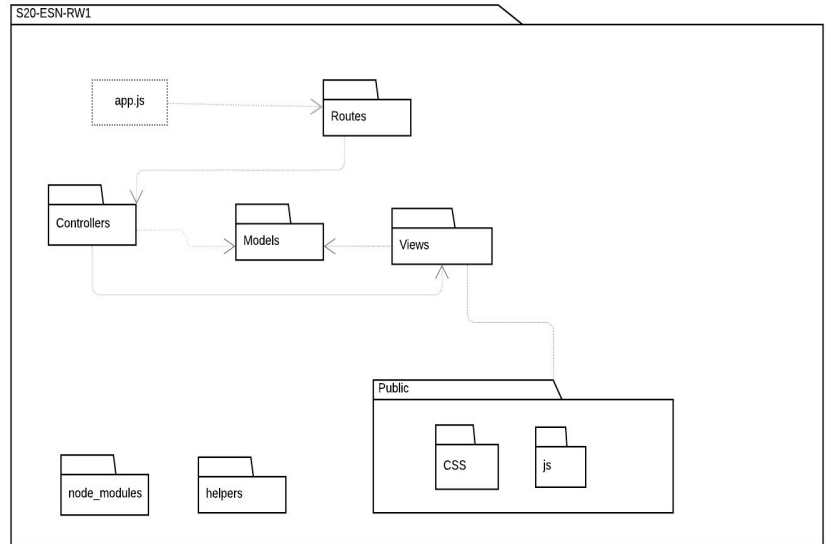 S20-ESN-RW1
app.js
Routes
Controllers
Models
Views
Public
CSS
js
node_modules
helpers